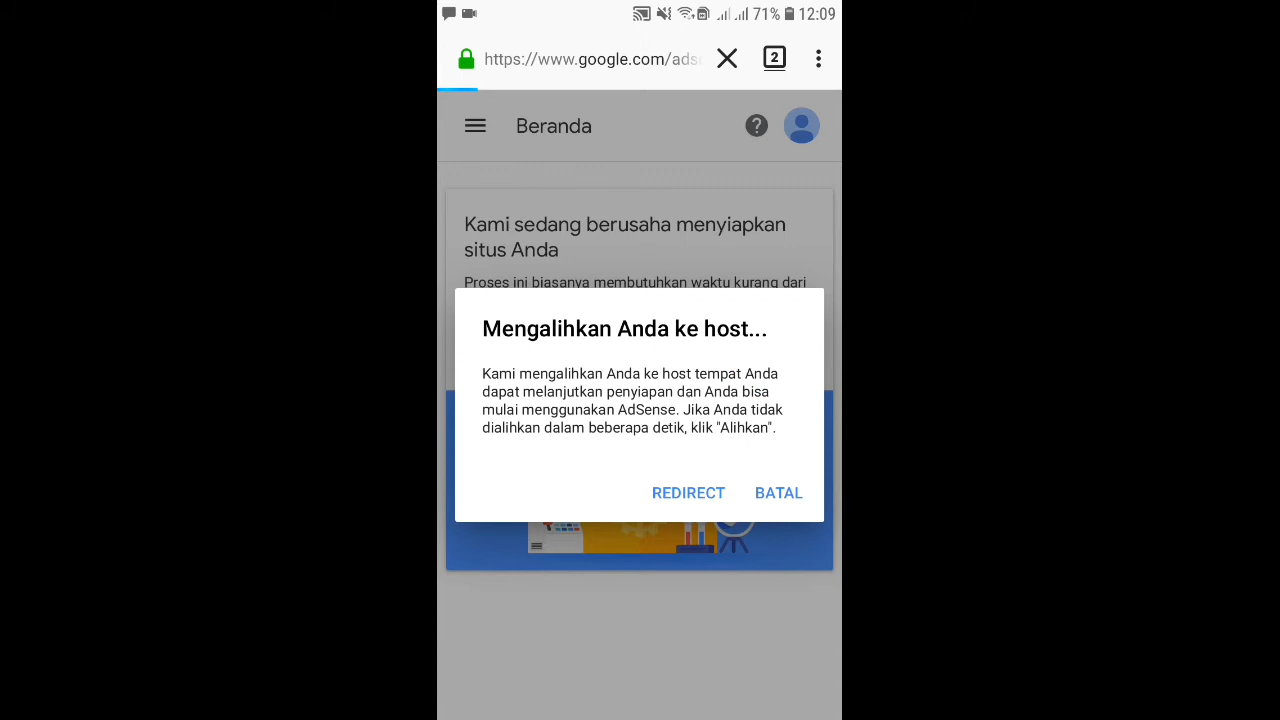 71% 12:09
https://www.google.com/ads
2
Beranda
Kami sedang berusaha menyiapkan
situs Anda
Proses ini biasanya membutuhkan waktu kurang dari
Mengalihkan Anda ke host...
Kami mengalihkan Anda ke host tempat Anda
dapat melanjutkan penyiapan dan Anda bisa
mulai menggunakan AdSense. Jika Anda tidak
dialihkan dalam beberapa detik, klik "Alihkan".
REDIRECT BATAL